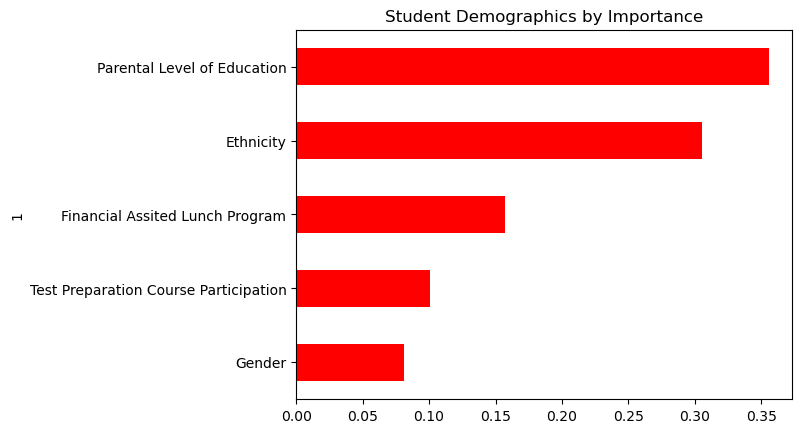 Student Demographics by Importance
Parental Level of Education
Ethnicity
Financial Assited Lunch Program
Test Preparation Course Participation
Gender
1
0.00 0.05 0.10 0.15 0.20 0.25 0.30 0.35